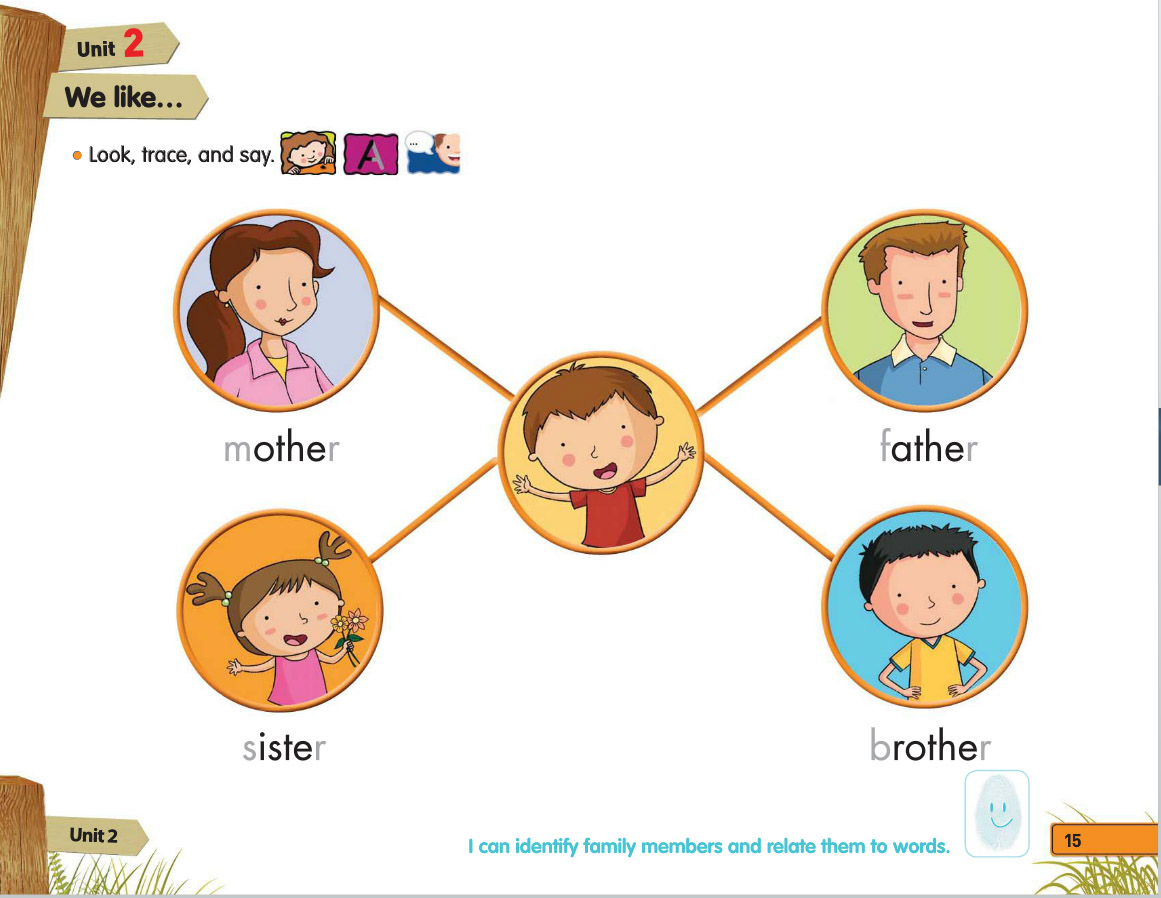 Unit 2
We like...
• Look, trace, and say. A ...
mother
father
sister
brother
Unit 2
I can identify family members and relate them to words.
15